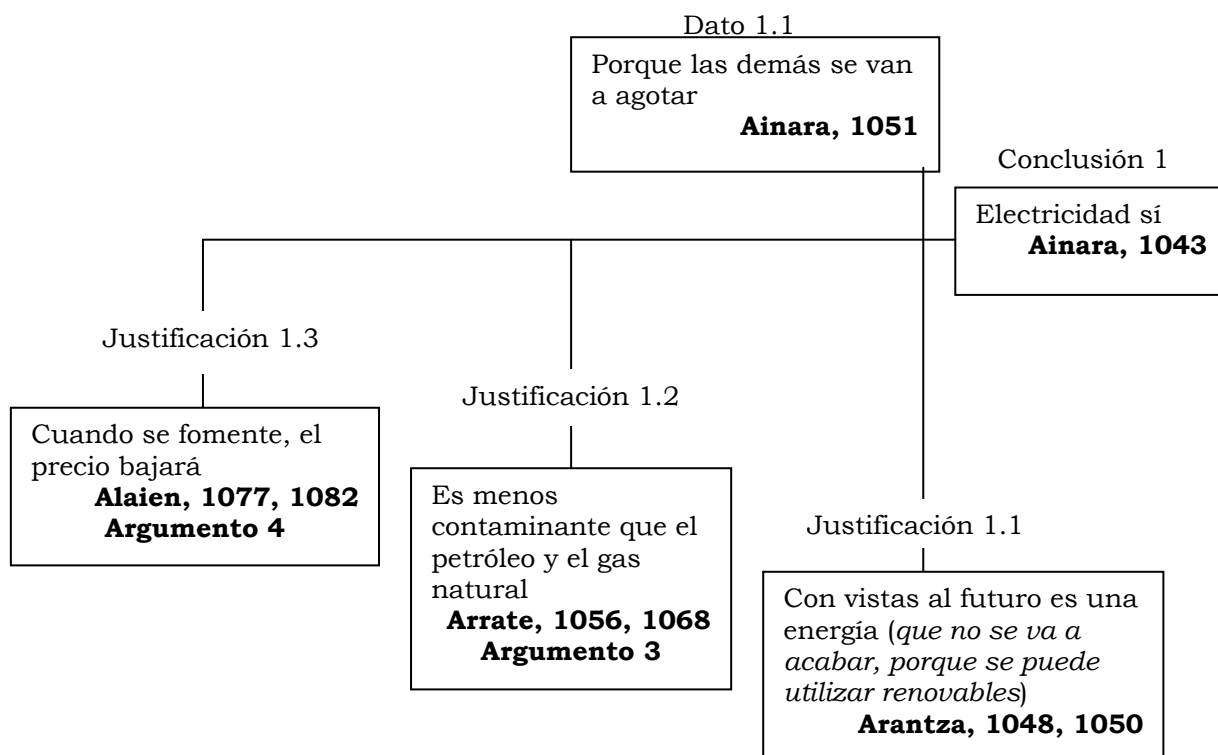 Dato 1.1
Porque las demás se van
a agotar
Ainara, 1051
Conclusión 1
Electricidad sí
Ainara, 1043
Justificación 1.3
Cuando se fomente, el
precio bajará
Alaien, 1077, 1082
Argumento 4
Justificación 1.2
Es menos
contaminante que el
petróleo y el gas
natural
Arrate, 1056, 1068
Argumento 3
Justificación 1.1
Con vistas al futuro es una
energía (que no se va a
acabar, porque se puede
utilizar renovables)
Arantza, 1048, 1050